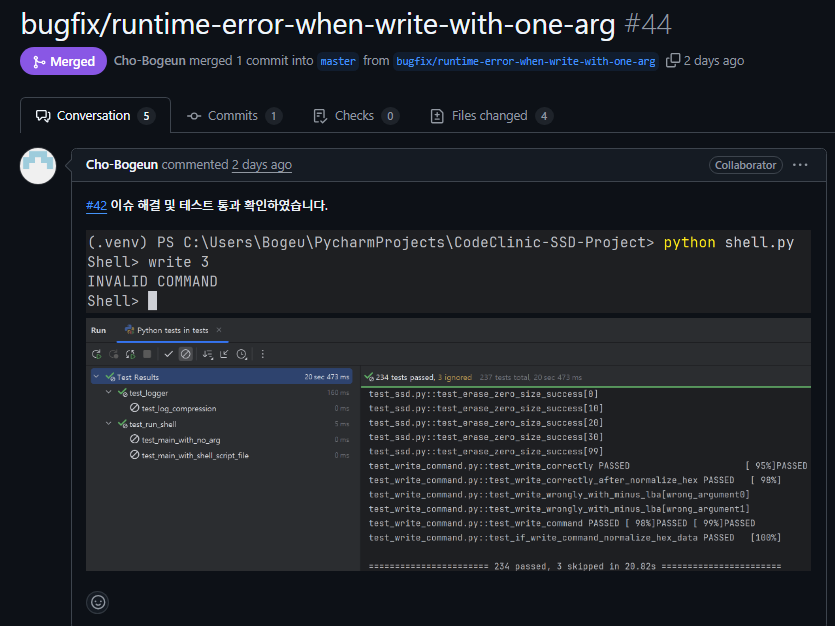 bugfix/runtime-error-when-write-with-one-arg #44
Merged Cho-Bogeun merged 1 commit into master from bugfix/runtime-error-when-write-with-one-arg 2 days ago
Conversation 5 Commits 1 Checks 0 Files changed 4
Cho-Bogeun commented 2 days ago Collaborator ...
#42 이슈 해결 및 테스트 통과 확인하였습니다.
(.venv) PS C:\Users\Bogeu\PycharmProjects\CodeClinic-SSD-Project> python shell.py
Shell> write 3
INVALID COMMAND
Shell>
Run Python tests in tests ×
Test Results 20 sec 473 ms
test_logger 160 ms
test_log_compression 0 ms
test_run_shell 5 ms
test_main_with_no_arg 0 ms
test_main_with_shell_script_file 0 ms
234 tests passed, 3 ignored 237 tests total, 20 sec 473 ms
test_ssd.py::test_erase_zero_size_success[0]
test_ssd.py::test_erase_zero_size_success[10]
test_ssd.py::test_erase_zero_size_success[20]
test_ssd.py::test_erase_zero_size_success[30]
test_ssd.py::test_erase_zero_size_success[99]
test_write_command.py::test_write_correctly PASSED [ 95%]PASSED
test_write_command.py::test_write_correctly_after_normalize_hex PASSED [ 98%]
test_write_command.py::test_write_wrongly_with_minus_lba[wrong_argument0]
test_write_command.py::test_write_wrongly_with_minus_lba[wrong_argument1]
test_write_command.py::test_write_command PASSED [ 98%]PASSED [ 99%]PASSED
test_write_command.py::test_if_write_command_normalize_hex_data PASSED [100%]
======================= 234 passed, 3 skipped in 20.82s =======================